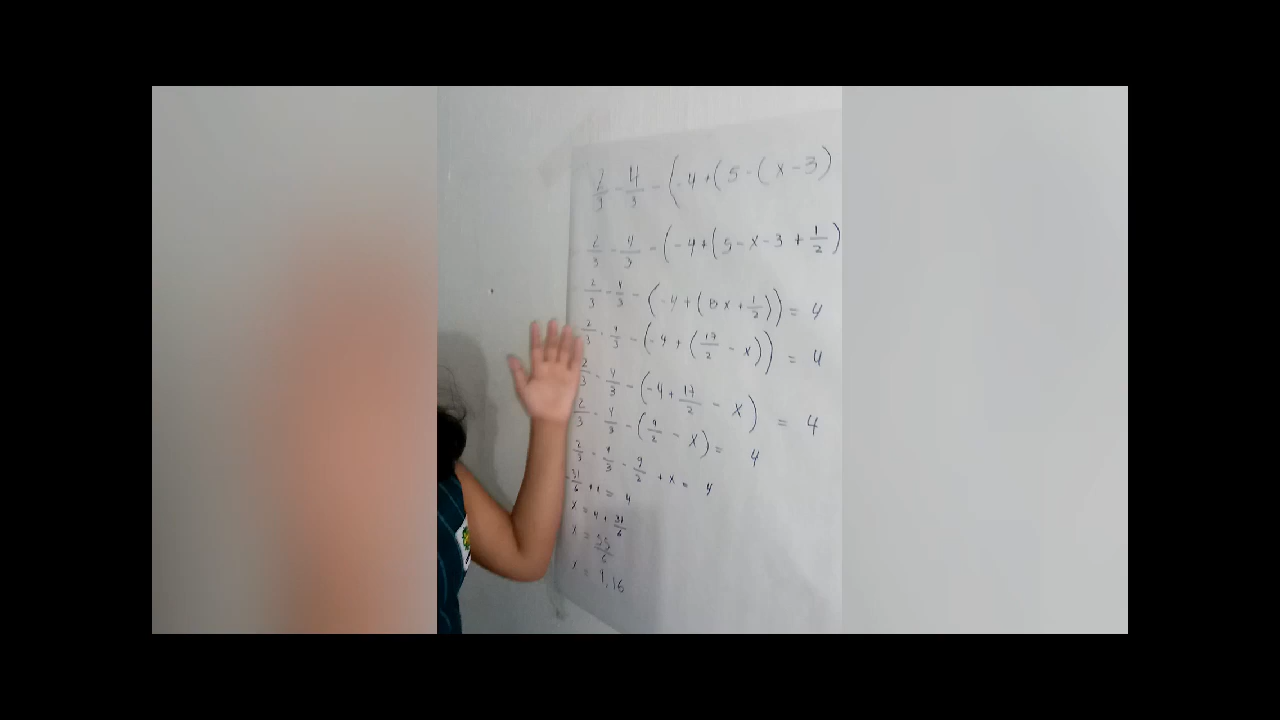 2/3 - 4/3 - (-4 + (5 - (x - 3)
2/3 - 4/3 - (-4 + (5 - x - 3 + 1/2)
2/3 - 4/3 - (-4 + (8 x + 1/2)) = 4
2/3 - 4/3 - (-4 + (17/2 - x)) = 4
2/3 - 4/3 - (-4 + 17/2 - x) = 4
2/3 - 4/3 - (9/2 - x) = 4
2/3 - 4/3 - 9/2 + x = 4
-31/6 + x = 4
x = 4 + 31/6
x = 55/6
x = 9,16